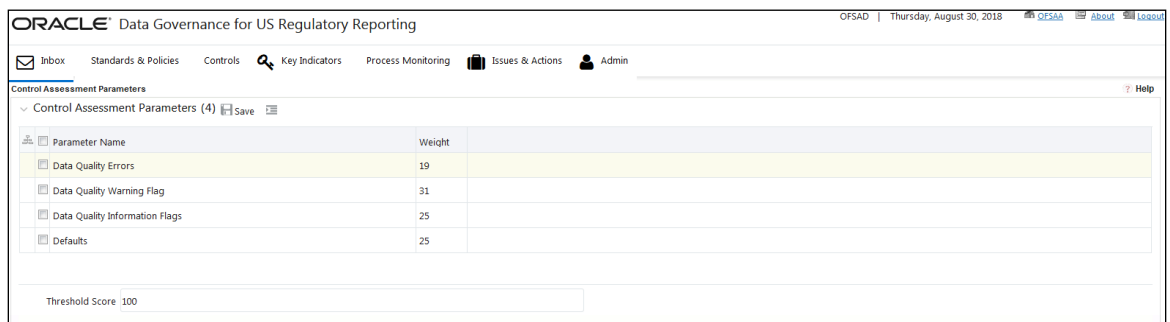 ORACLE® Data Governance for US Regulatory Reporting OFSAD | Thursday, August 30, 2018 OFSAA About Logout
Inbox Standards & Policies Controls Key Indicators Process Monitoring Issues & Actions Admin
Control Assessment Parameters ? Help
Control Assessment Parameters (4) Save
Parameter Name Weight
Data Quality Errors 19
Data Quality Warning Flag 31
Data Quality Information Flags 25
Defaults 25
Threshold Score 100